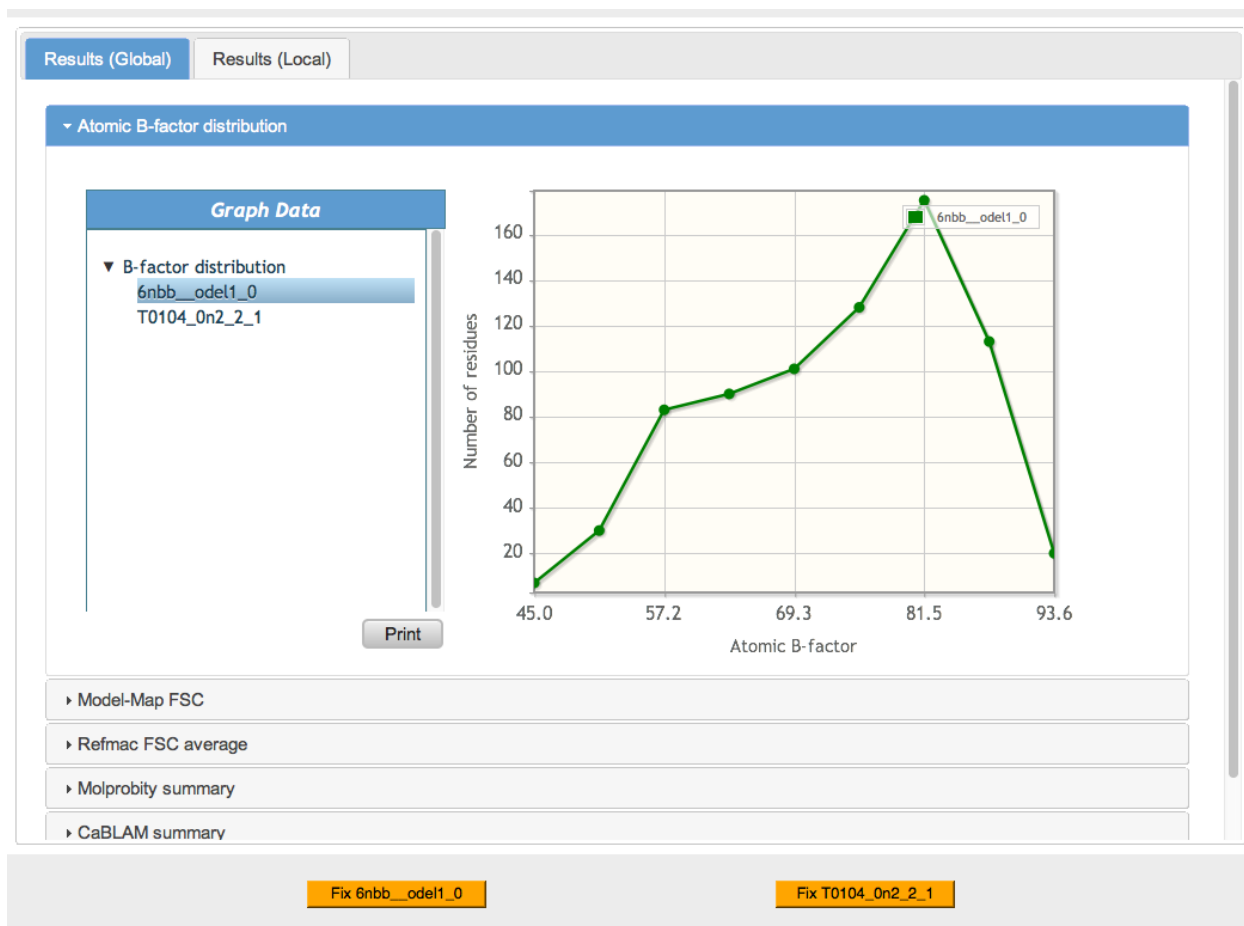 Results (Global)
Results (Local)
Atomic B-factor distribution
Graph Data
B-factor distribution
6nbb__odel1_0
T0104_0n2_2_1
Print
6nbb__odel1_0
160
140
120
100
80
60
40
20
Number of residues
45.0 57.2 69.3 81.5 93.6
Atomic B-factor
Model-Map FSC
Refmac FSC average
Molprobity summary
CaBLAM summary
Fix 6nbb__odel1_0
Fix T0104_0n2_2_1